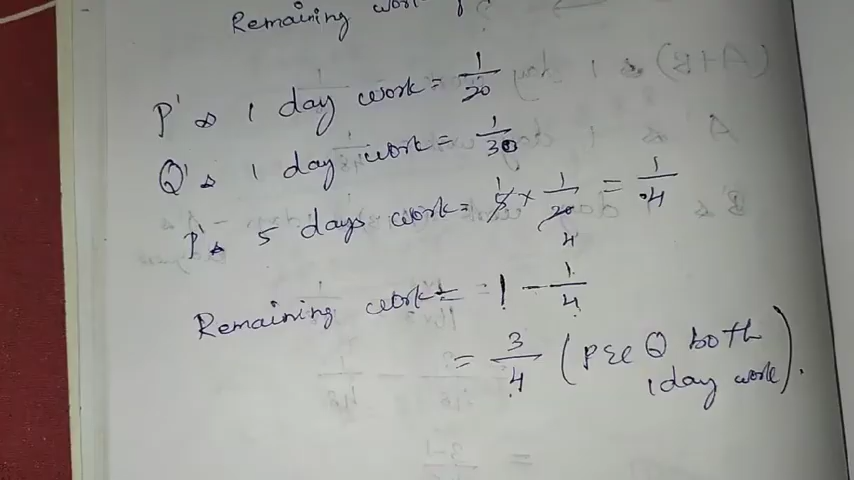 Remaining work
P's 1 day work = 1/20
Q's 1 day work = 1/30
P's 5 days work = 5 × 1/20 = 1/4
Remaining work = 1 - 1/4
= 3/4 (P & Q both
1 day work).